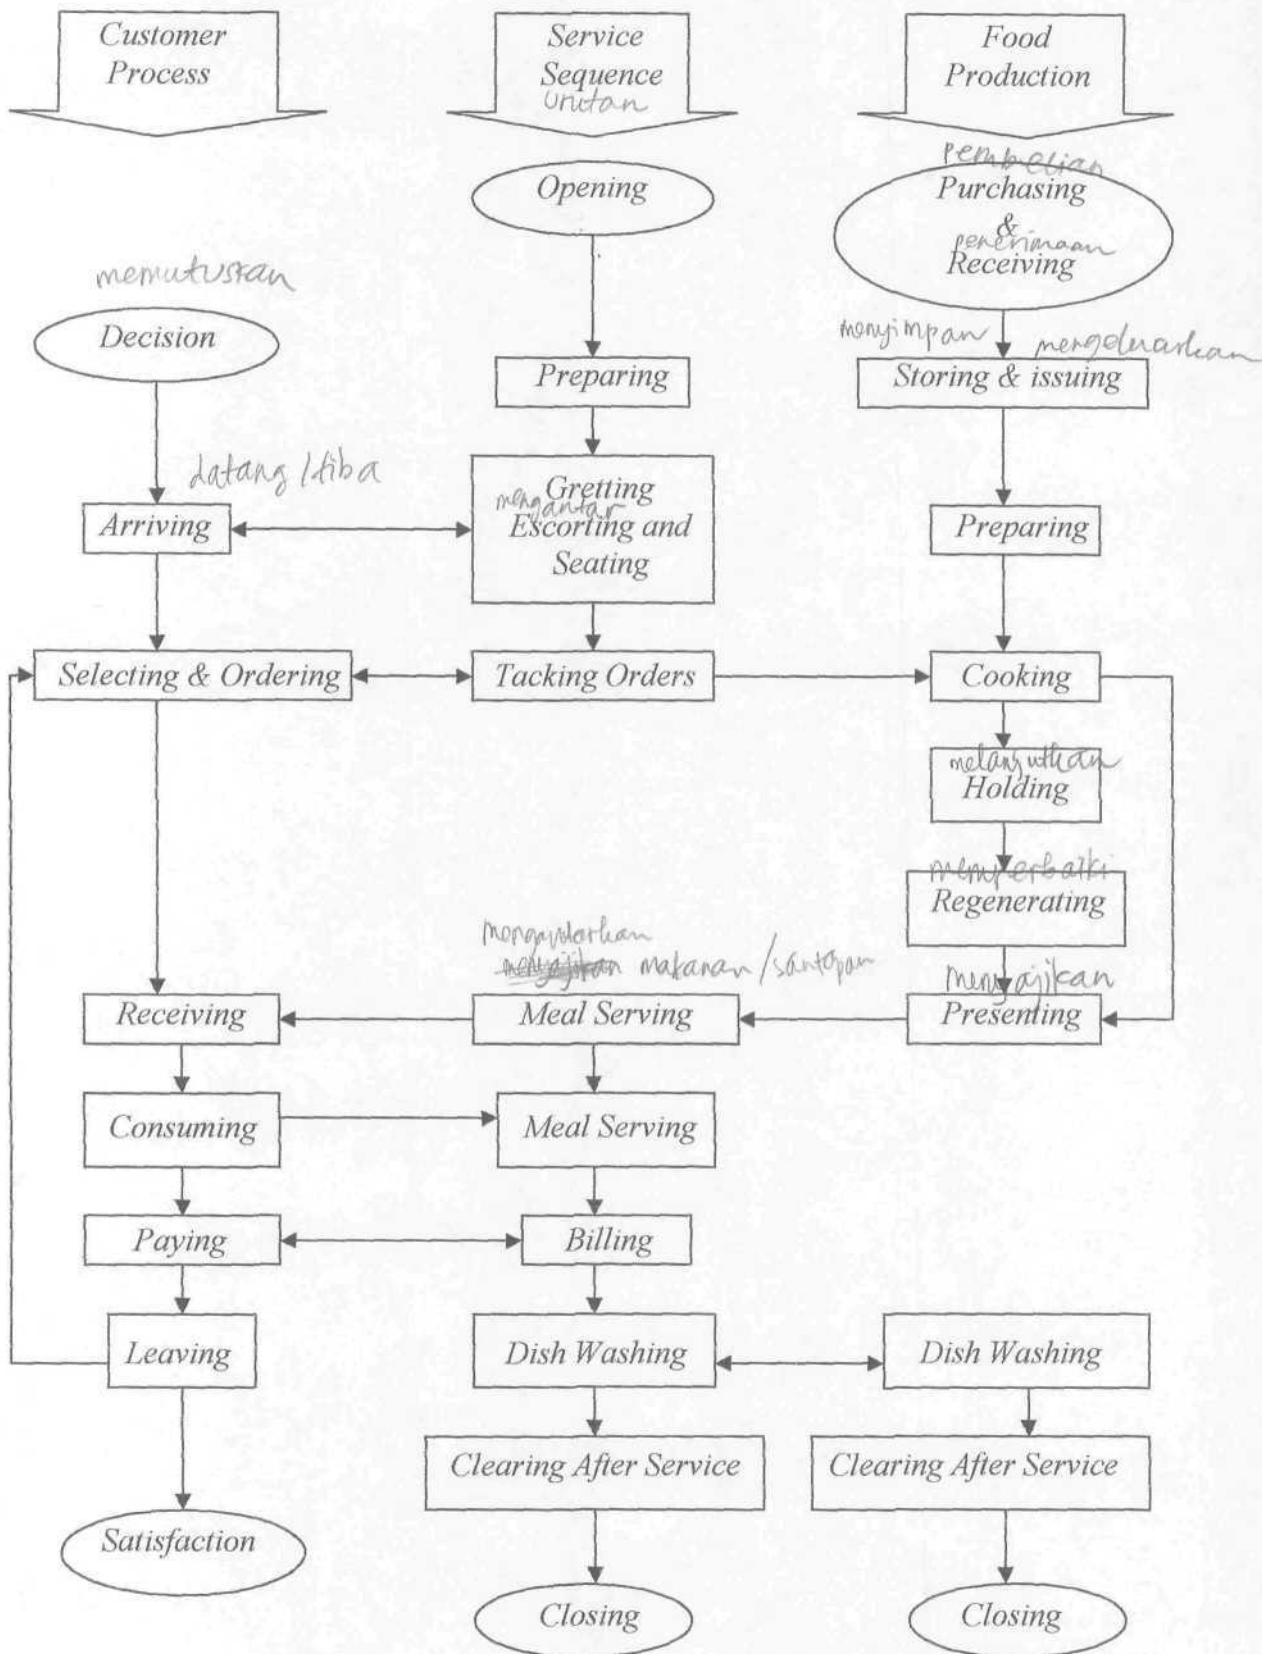 Customer
Process
Service
Sequence
urutan
Food
Production
Opening
pembelian
Purchasing
&
penerimaan
Receiving
memutuskan
Decision
menyimpan
mengeluarkan
Preparing
Storing & issuing
datang / tiba
Arriving
Gretting
mengantar
Escorting and
Seating
Preparing
Selecting & Ordering
Tacking Orders
Cooking
melanjutkan
Holding
memperbaiki
Regenerating
makanan / santapan
menyajikan
Receiving
Meal Serving
Presenting
Consuming
Meal Serving
Paying
Billing
Leaving
Dish Washing
Dish Washing
Clearing After Service
Clearing After Service
Satisfaction
Closing
Closing